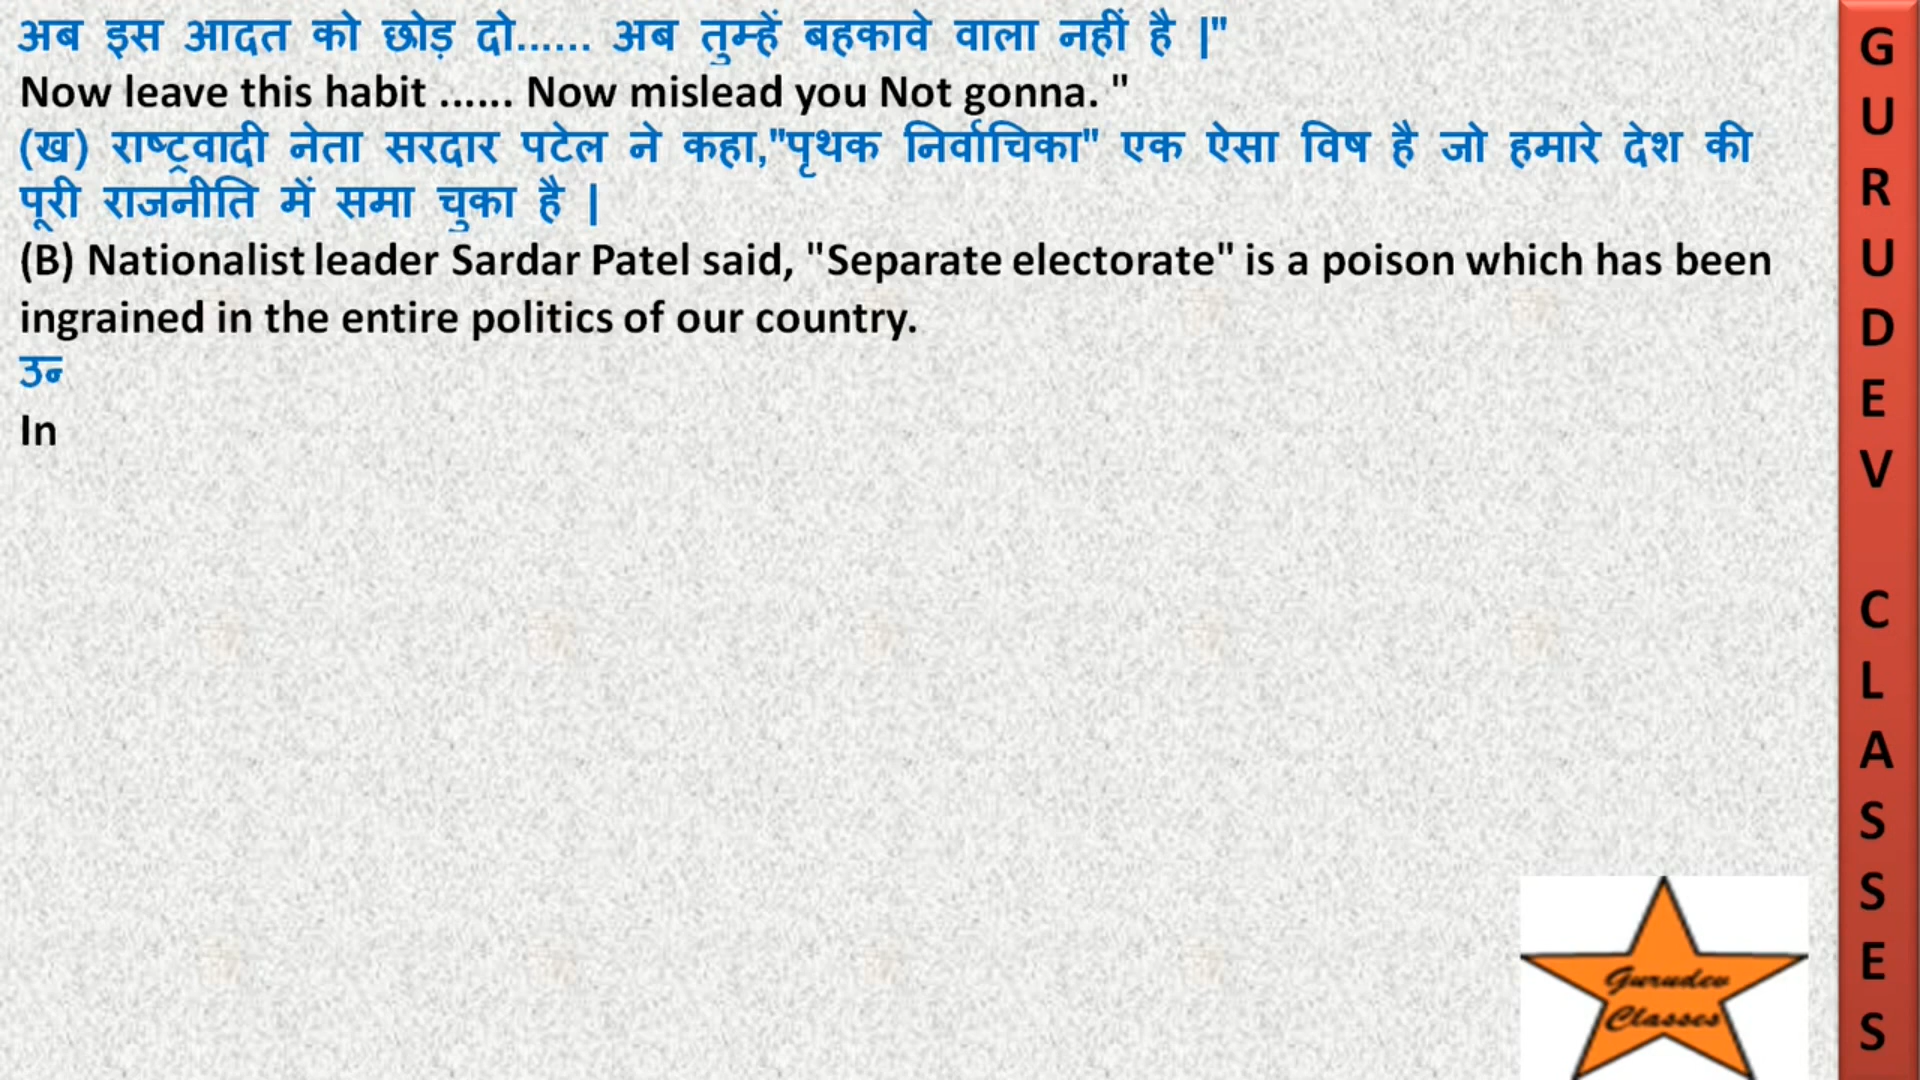 अब इस आदत को छोड़ दो...... अब तुम्हें बहकावे वाला नहीं है |"
Now leave this habit ...... Now mislead you Not gonna. "
(ख) राष्ट्रवादी नेता सरदार पटेल ने कहा,"पृथक निर्वाचिका" एक ऐसा विष है जो हमारे देश की
पूरी राजनीति में समा चुका है |
(B) Nationalist leader Sardar Patel said, "Separate electorate" is a poison which has been
ingrained in the entire politics of our country.
उन
In
GURUDEV CLASSES
Gurudev
Classes